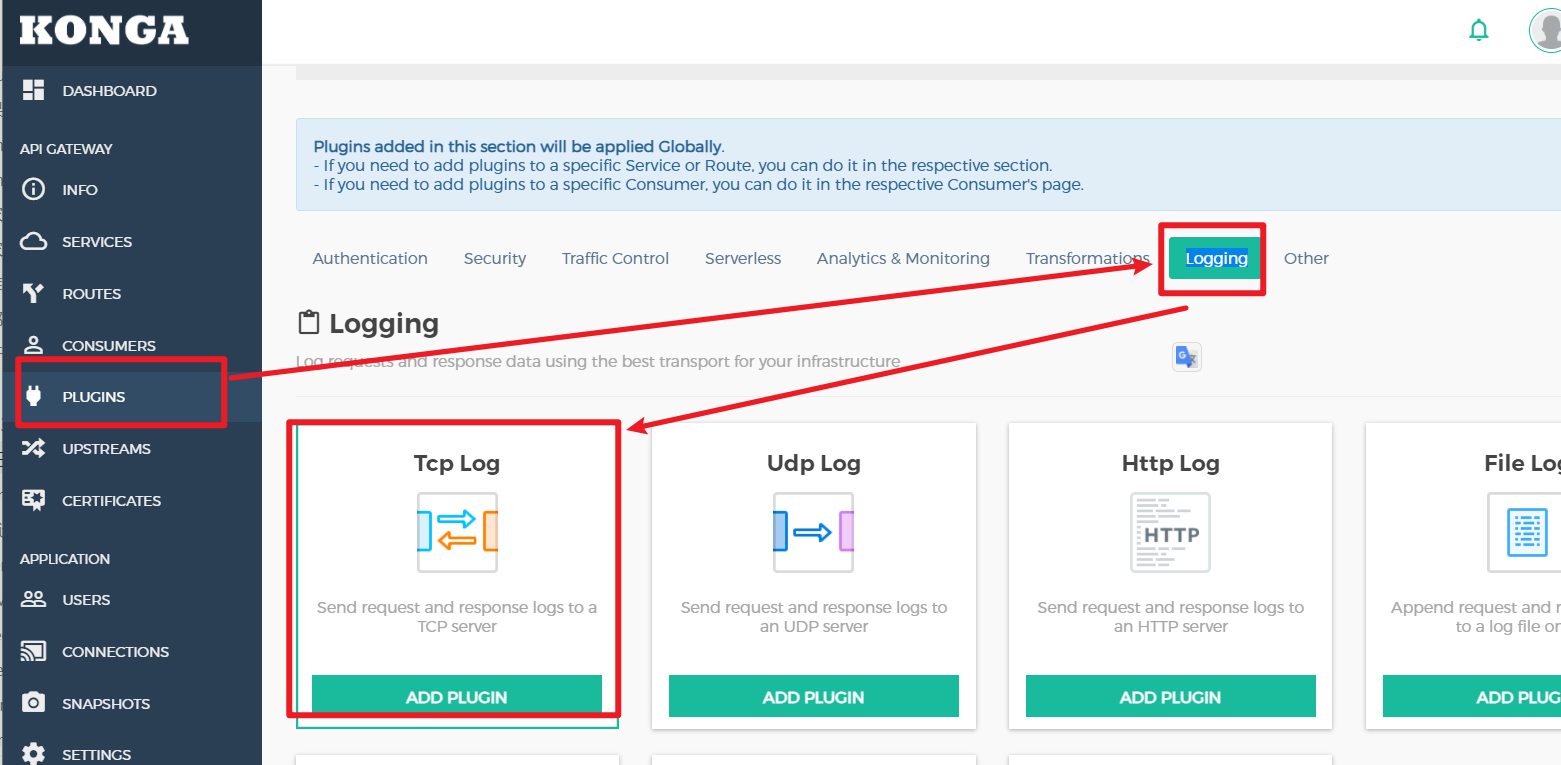 KONGA
DASHBOARD
API GATEWAY
INFO
SERVICES
ROUTES
CONSUMERS
PLUGINS
UPSTREAMS
CERTIFICATES
APPLICATION
USERS
CONNECTIONS
SNAPSHOTS
SETTINGS
Plugins added in this section will be applied Globally.
- If you need to add plugins to a specific Service or Route, you can do it in the respective section.
- If you need to add plugins to a specific Consumer, you can do it in the respective Consumer's page.
Authentication Security Traffic Control Serverless Analytics & Monitoring Transformations Logging Other
Logging
Log requests and response data using the best transport for your infrastructure
G
Tcp Log
Send request and response logs to a
TCP server
ADD PLUGIN
Udp Log
Send request and response logs to
an UDP server
ADD PLUGIN
Http Log
HTTP
Send request and response logs to
an HTTP server
ADD PLUGIN
File Log
Append request and r
to a log file on
ADD PLUG